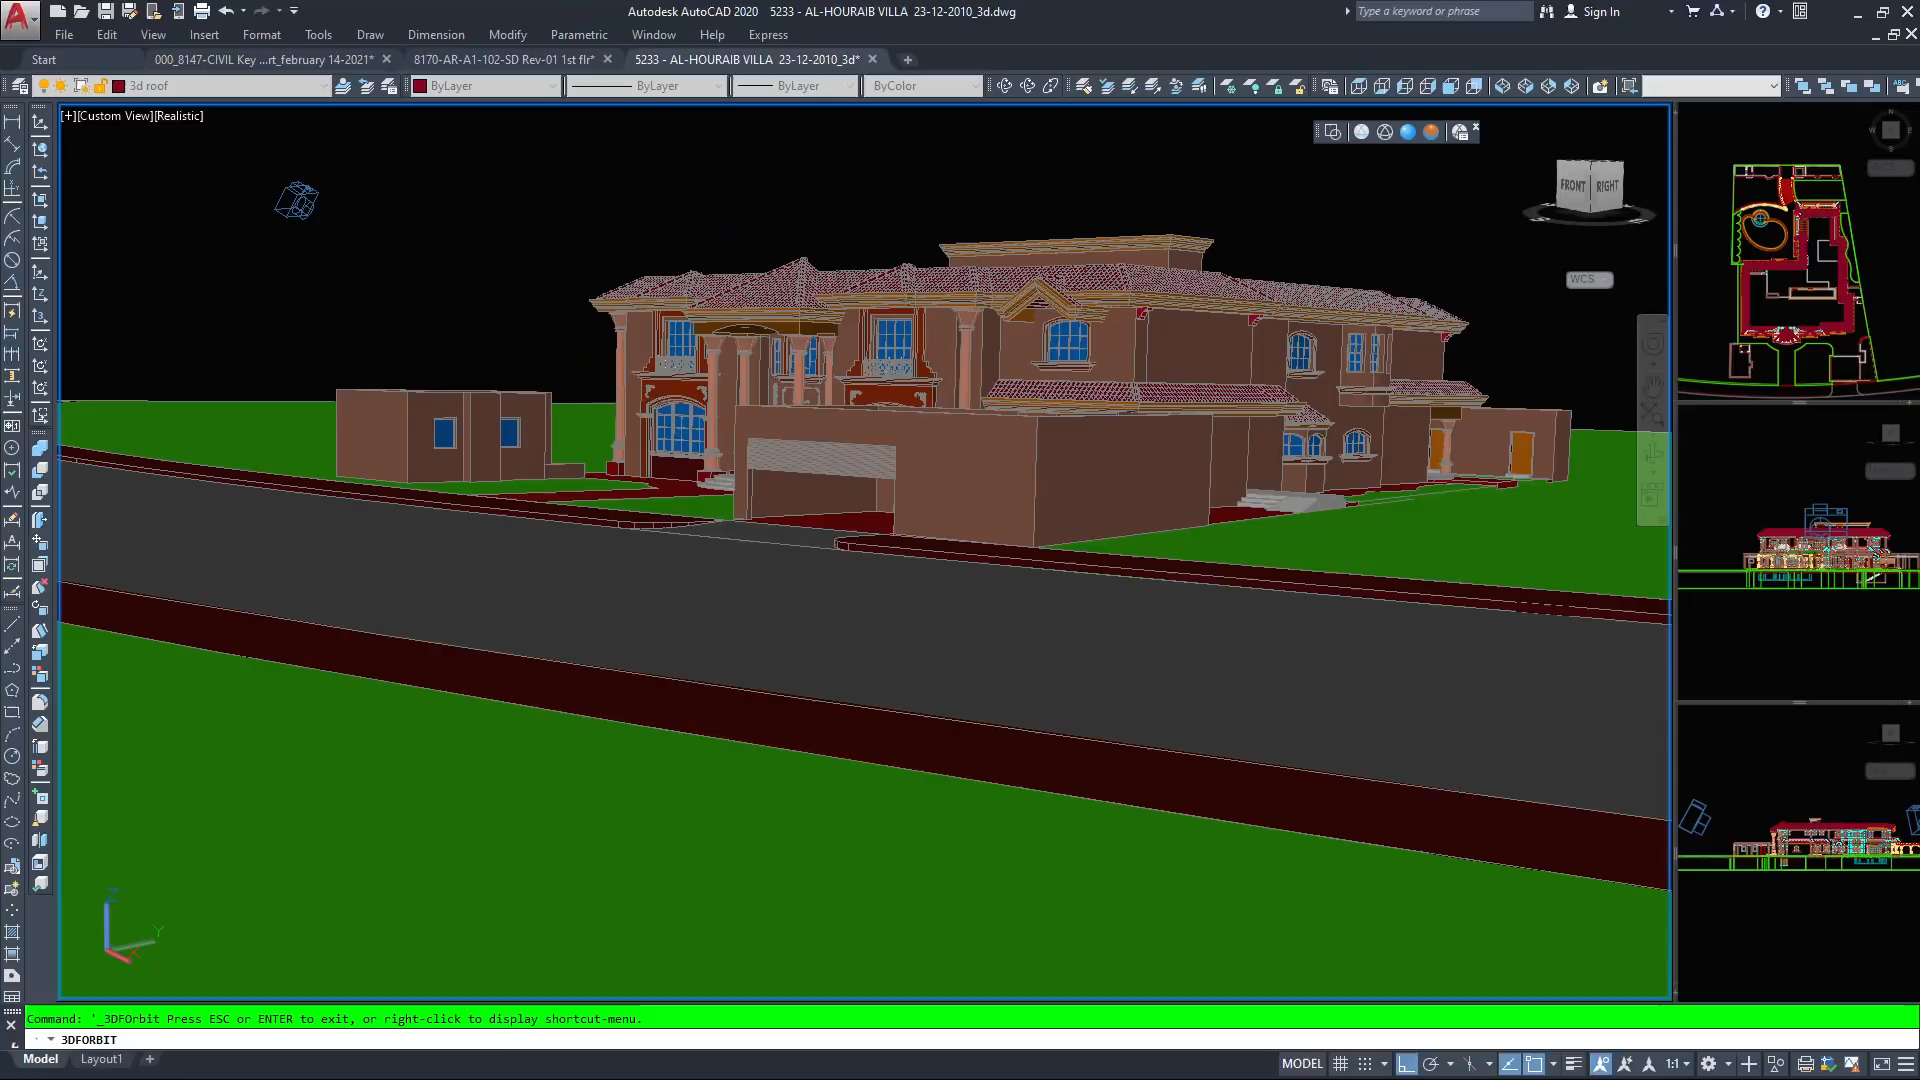 Autodesk AutoCAD 2020 5233 - AL-HOURAIB VILLA 23-12-2010_3d.dwg
Type a keyword or phrase
Sign In
File Edit View Insert Format Tools Draw Dimension Modify Parametric Window Help Express
Start
000_8147-CIVIL Key ...rt_february 14-2021*
8170-AR-A1-102-SD Rev-01 1st flr*
5233 - AL-HOURAIB VILLA 23-12-2010_3d*
3d roof
ByLayer
ByLayer
ByLayer
ByColor
[+][Custom View][Realistic]
FRONT
RIGHT
WCS
Z
Y
X
Command: '_3DFOrbit Press ESC or ENTER to exit, or right-click to display shortcut-menu.
3DFORBIT
Model
Layout1
MODEL
1:1